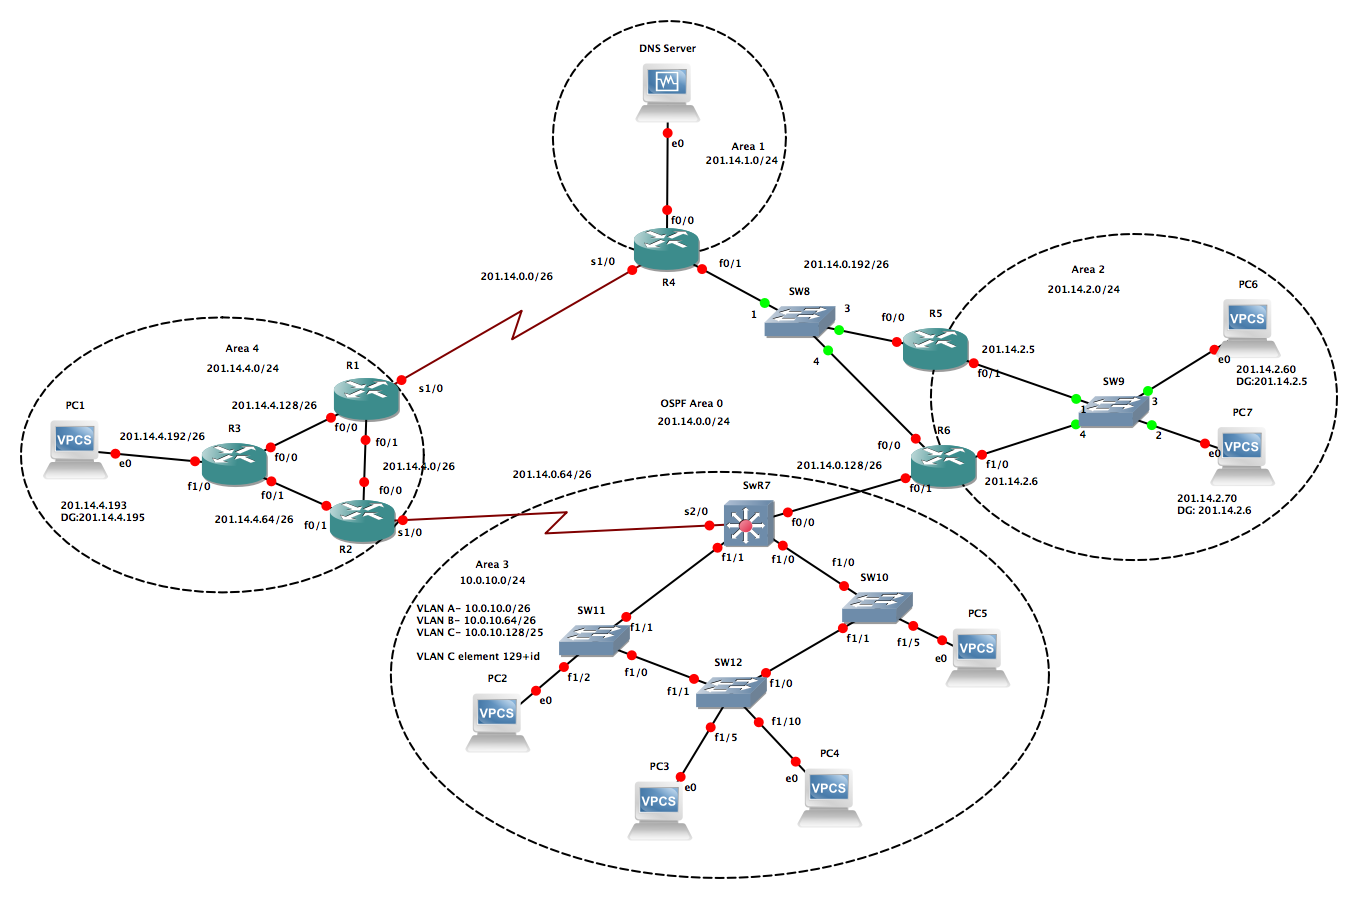 DNS Server
e0
Area 1
201.14.1.0/24
f0/0
s1/0
f0/1
R4
201.14.0.0/26
201.14.0.192/26
SW8
1
3
4
f0/0
R5
201.14.2.5
f0/1
Area 2
201.14.2.0/24
PC6
VPCS
e0
201.14.2.60
DG:201.14.2.5
SW9
1
3
4
2
PC7
VPCS
e0
201.14.2.70
DG: 201.14.2.6
f0/0
R6
f1/0
201.14.2.6
f0/1
201.14.0.128/26
OSPF Area 0
201.14.0.0/24
Area 4
201.14.4.0/24
R1
s1/0
f0/0
f0/1
201.14.4.128/26
PC1
VPCS
e0
201.14.4.192/26
R3
f0/0
f1/0
f0/1
201.14.4.193
DG:201.14.4.195
201.14.4.64/26
201.14.4.0/26
f0/0
f0/1
s1/0
R2
201.14.0.64/26
SwR7
s2/0
f0/0
f1/1
f1/0
Area 3
10.0.10.0/24
VLAN A- 10.0.10.0/26
VLAN B- 10.0.10.64/26
VLAN C- 10.0.10.128/25
VLAN C element 129+id
SW11
f1/1
f1/0
f1/2
PC2
VPCS
e0
f1/0
SW10
f1/1
f1/5
PC5
VPCS
e0
SW12
f1/1
f1/0
f1/5
f1/10
PC3
VPCS
e0
PC4
VPCS
e0